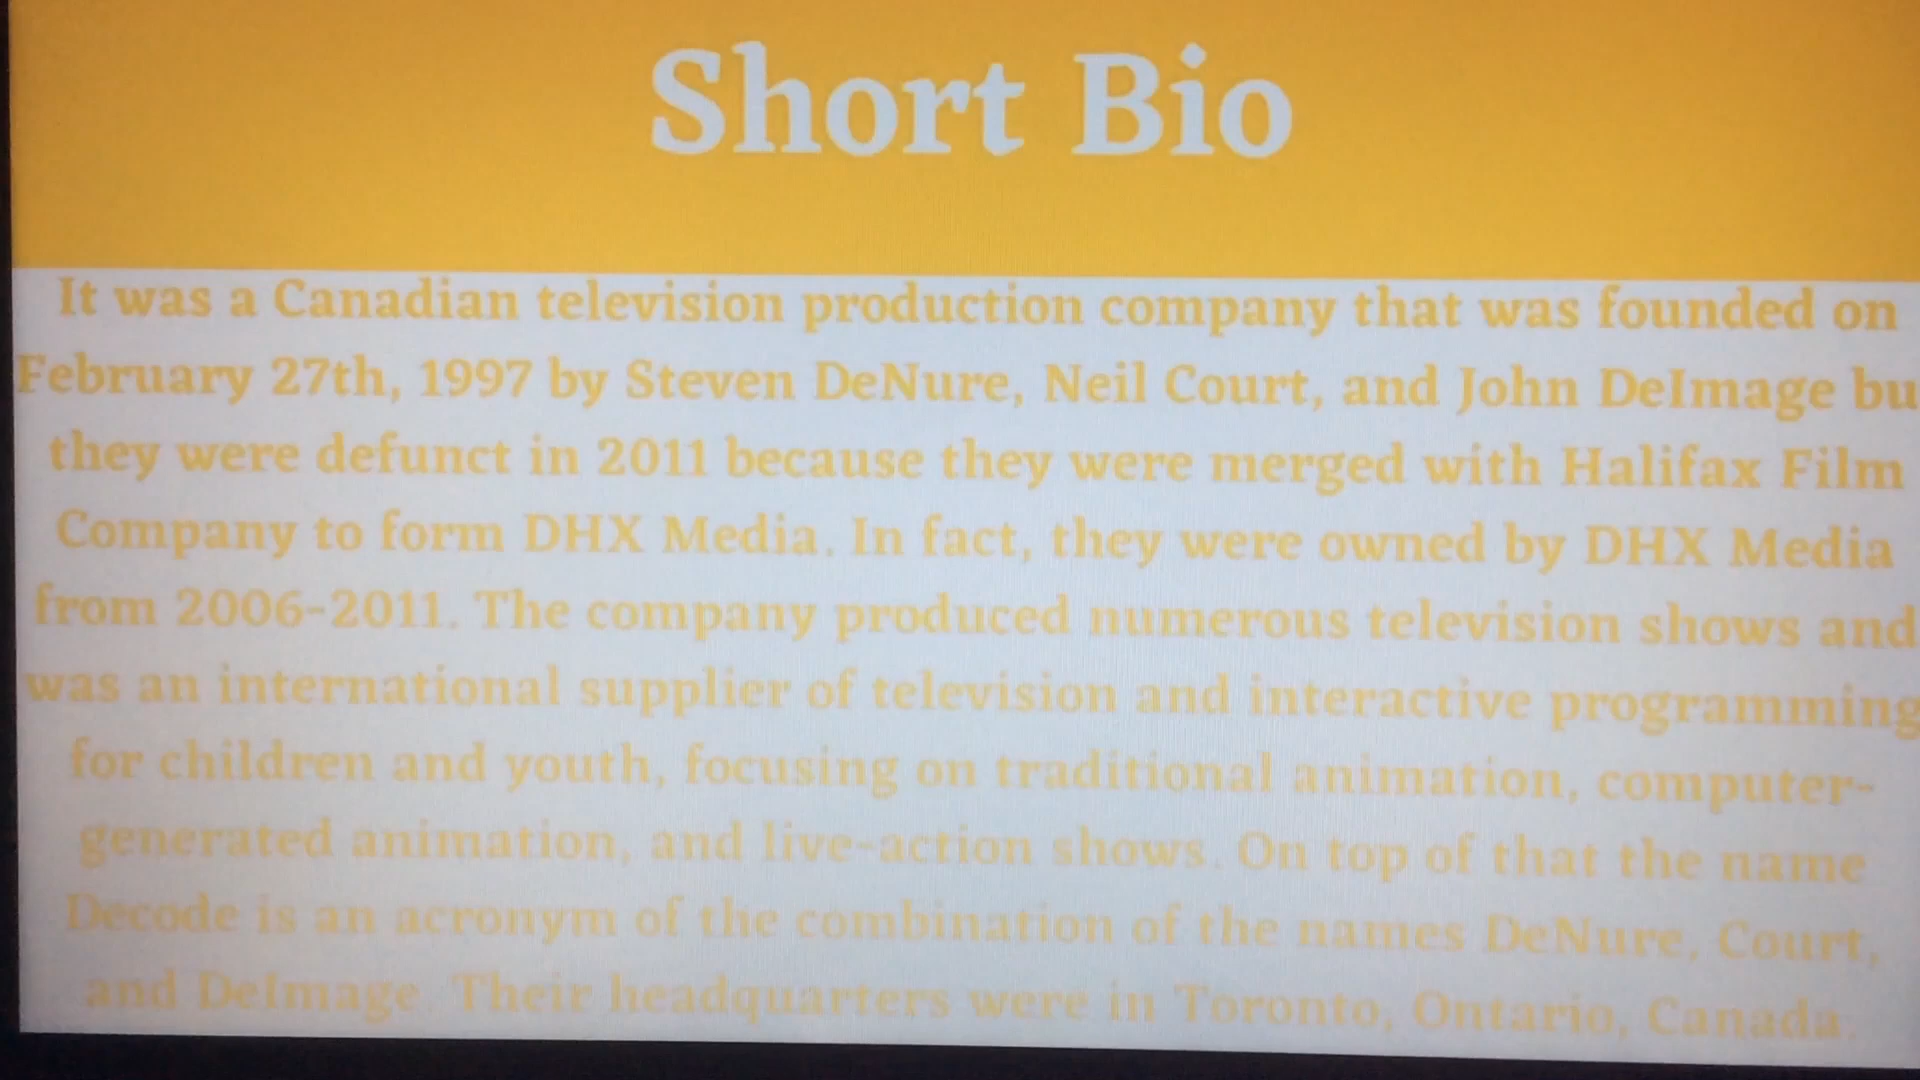 Short Bio
It was a Canadian television production company that was founded on
February 27th, 1997 by Steven DeNure, Neil Court, and John DeImage bu
they were defunct in 2011 because they were merged with Halifax Film
Company to form DHX Media. In fact, they were owned by DHX Media
from 2006-2011. The company produced numerous television shows and
was an international supplier of television and interactive programming
for children and youth, focusing on traditional animation, computer-
generated animation, and live-action shows. On top of that the name
Decode is an acronym of the combination of the names DeNure, Court,
and DeImage. Their headquarters were in Toronto, Ontario, Canada.